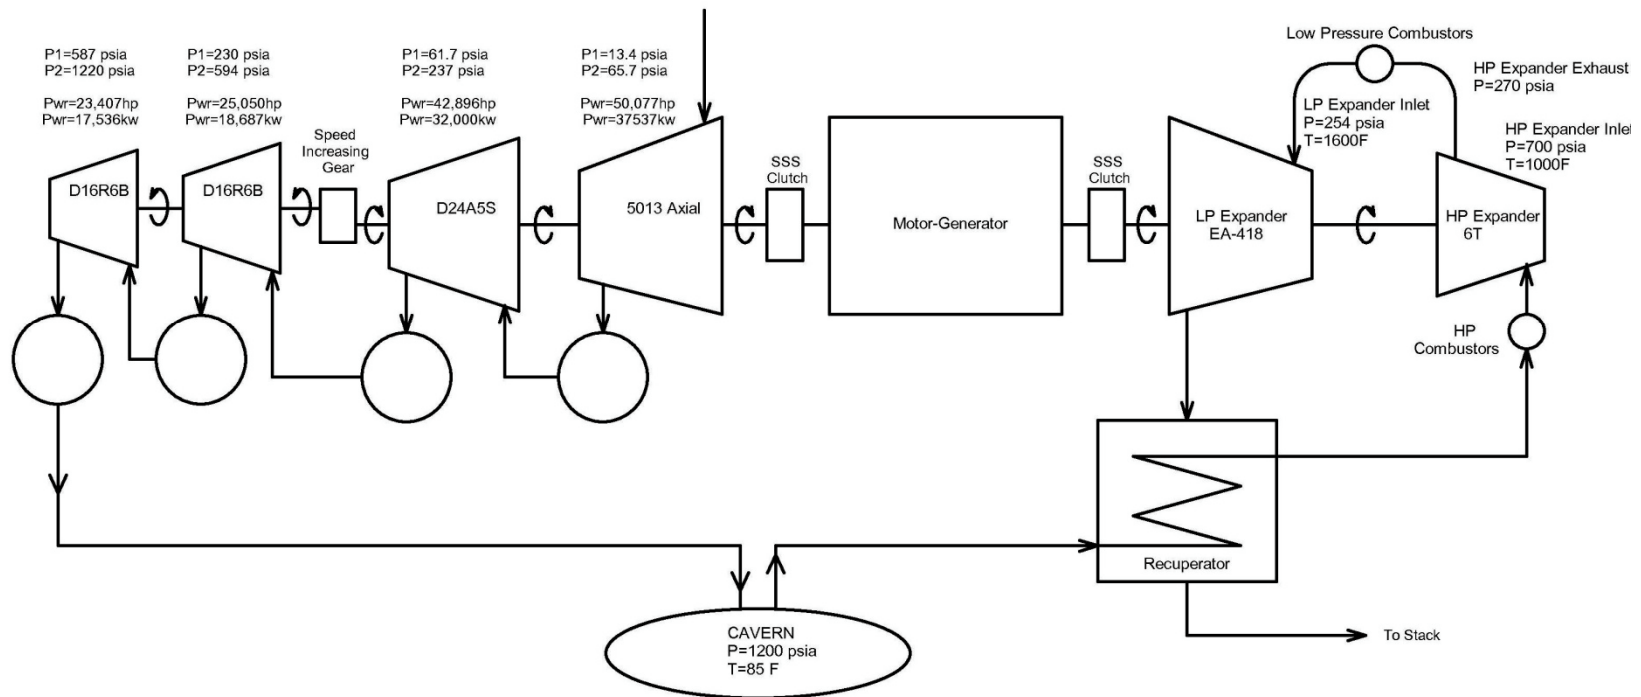 P1=587 psia
P2=1220 psia
Pwr=23,407hp
Pwr=17,536kw
P1=230 psia
P2=594 psia
Pwr=25,050hp
Pwr=18,687kw
Speed
Increasing
Gear
P1=61.7 psia
P2=237 psia
Pwr=42,896hp
Pwr=32,000kw
P1=13.4 psia
P2=65.7 psia
Pwr=50,077hp
Pwr=37537kw
SSS
Clutch
SSS
Clutch
Low Pressure Combustors
HP Expander Exhaust
P=270 psia
LP Expander Inlet
P=254 psia
T=1600F
HP Expander Inlet
P=700 psia
T=1000F
D16R6B
D16R6B
D24A5S
5013 Axial
Motor-Generator
LP Expander
EA-418
HP Expander
6T
HP
Combustors
Recuperator
CAVERN
P=1200 psia
T=85 F
To Stack